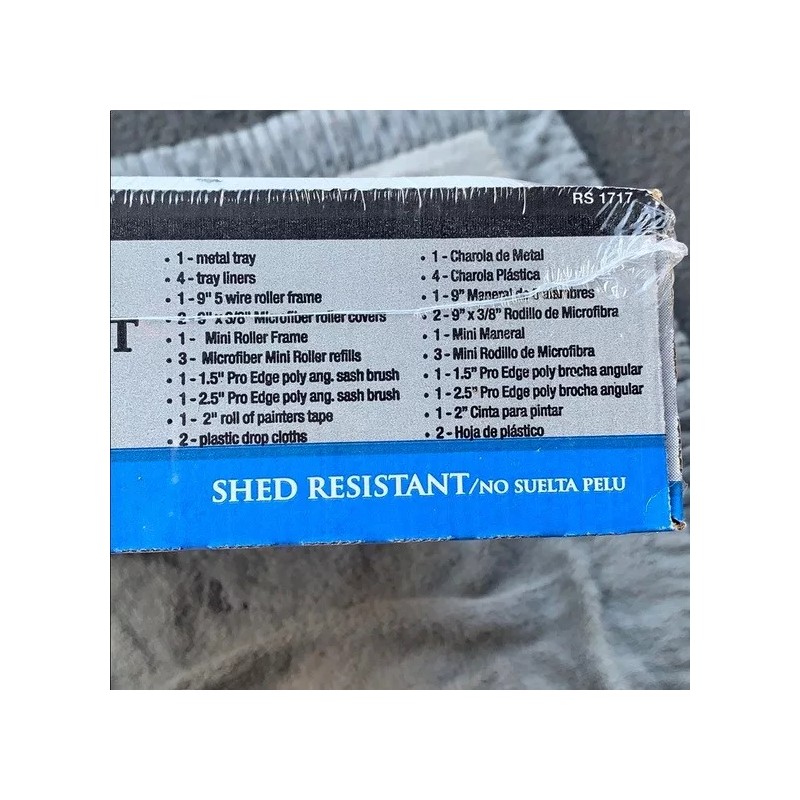 RS 1717
• 1 - metal tray
• 4 - tray liners
• 1 - 9" 5 wire roller frame
• 2 - 9" x 3/8" Microfiber roller covers
• 1 - Mini Roller Frame
• 3 - Microfiber Mini Roller refills
• 1 - 1.5" Pro Edge poly ang. sash brush
• 1 - 2.5" Pro Edge poly ang. sash brush
• 1 - 2" roll of painters tape
• 2 - plastic drop cloths
• 1 - Charola de Metal
• 4 - Charola Plástica
• 1 - 9" Maneral de
• 2 - 9" x 3/8" Rodillo de Microfibra
• 1 - Mini Maneral
• 3 - Mini Rodillo de Microfibra
• 1 - 1.5" Pro Edge poly brocha angular
• 1 - 2.5" Pro Edge poly brocha angular
• 1 - 2" Cinta para pintar
• 2 - Hoja de plástico
T
SHED RESISTANT/NO SUELTA PELU